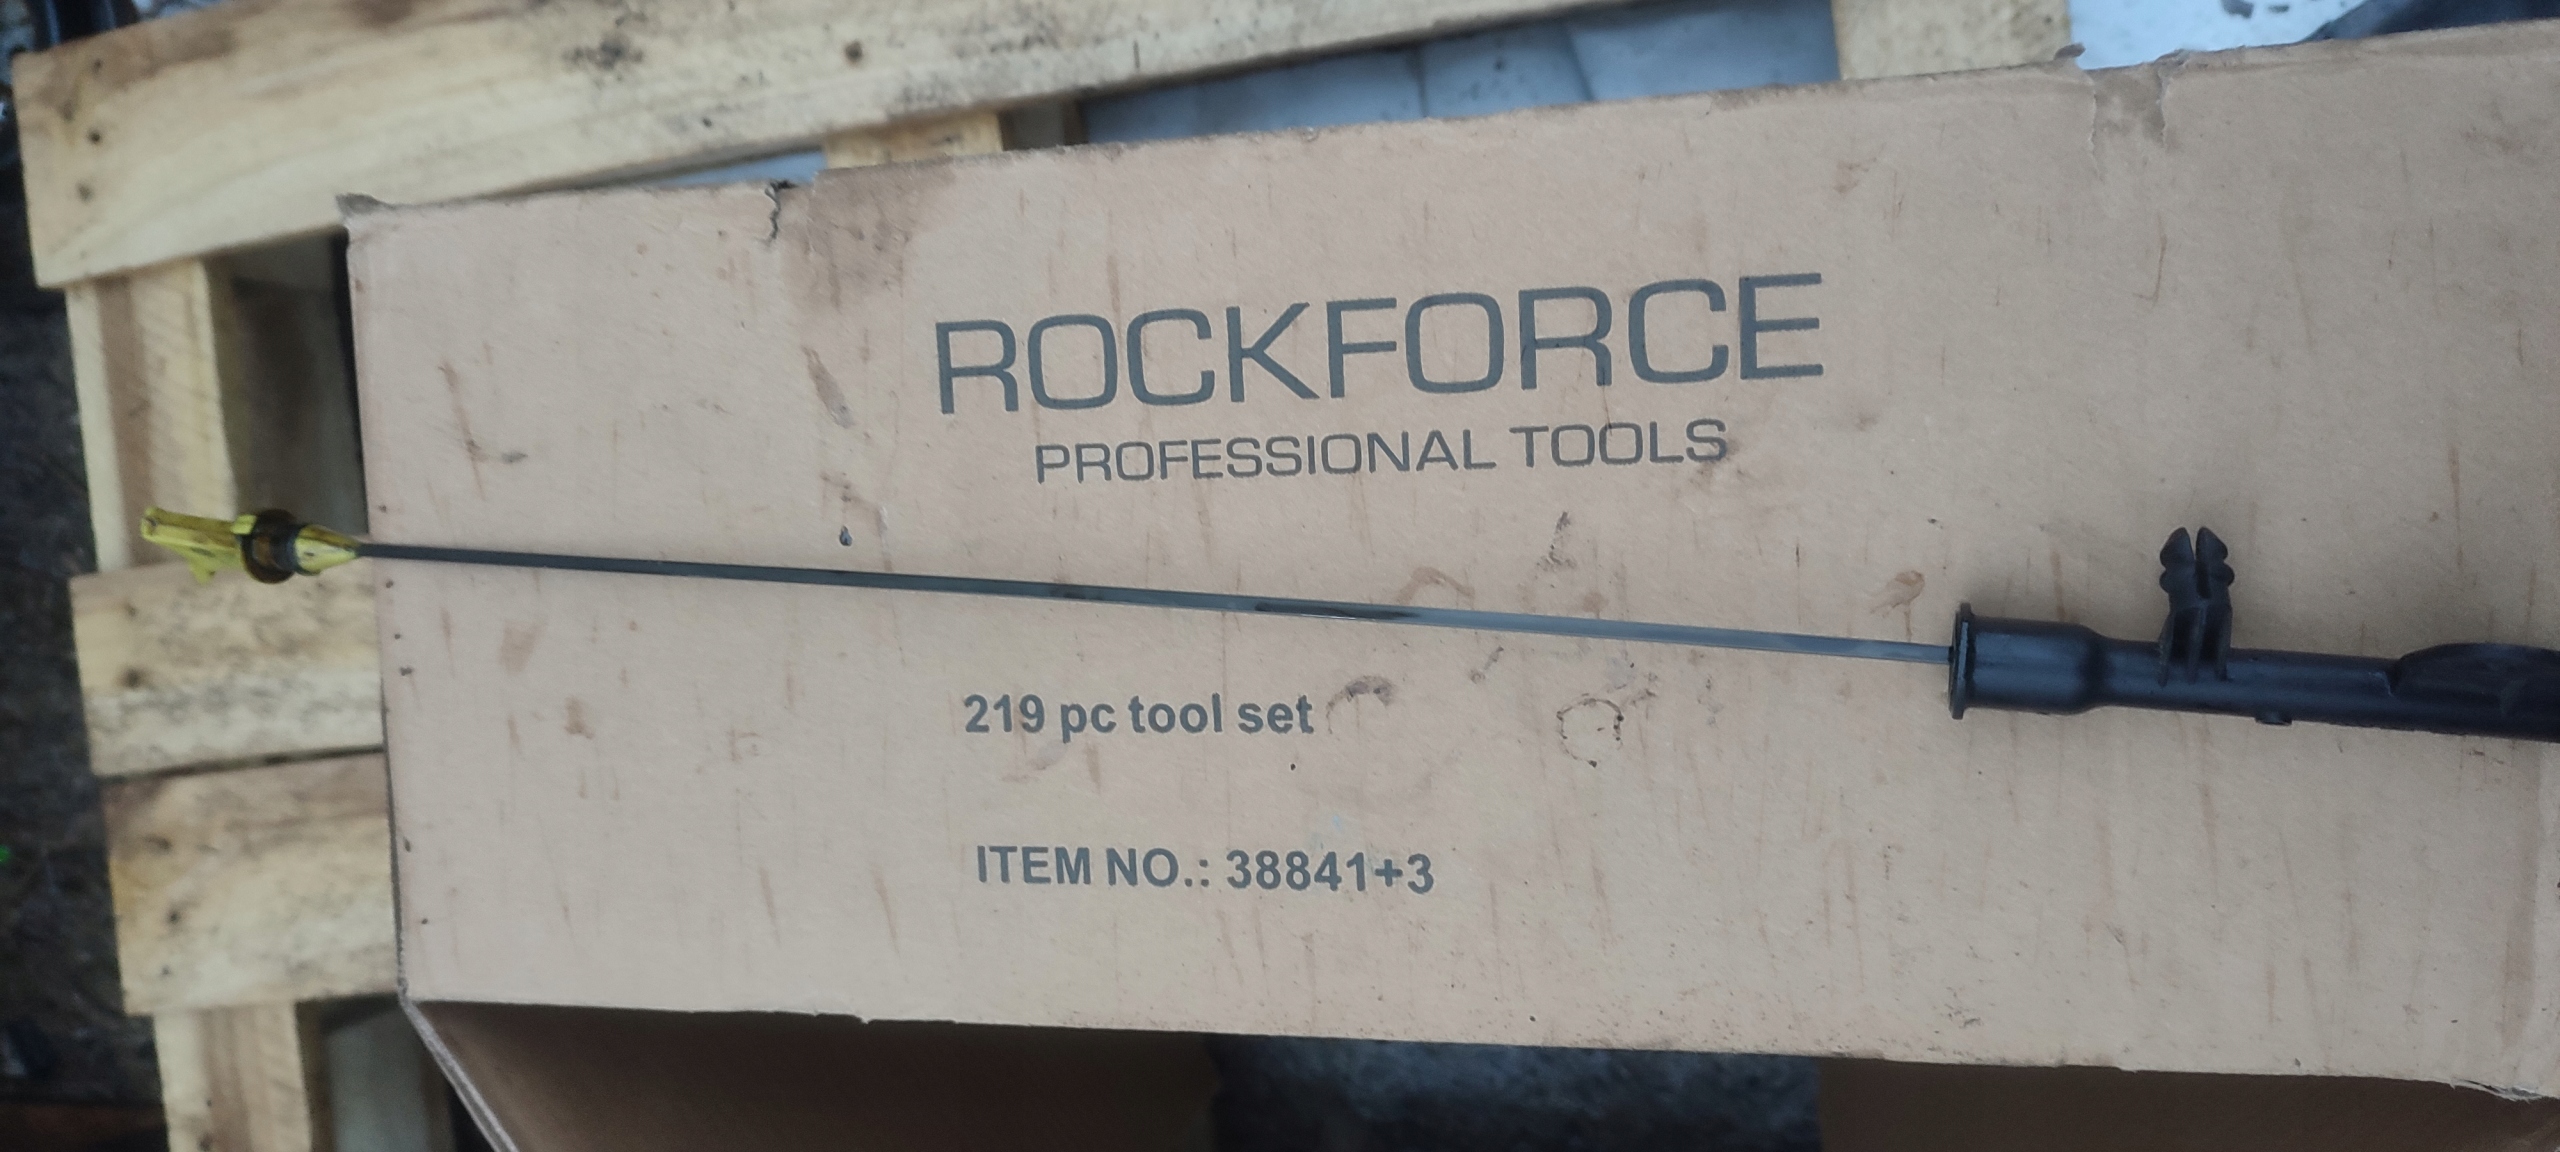 ROCKFORCE
PROFESSIONAL TOOLS
219 pc tool set
ITEM NO.: 38841+3